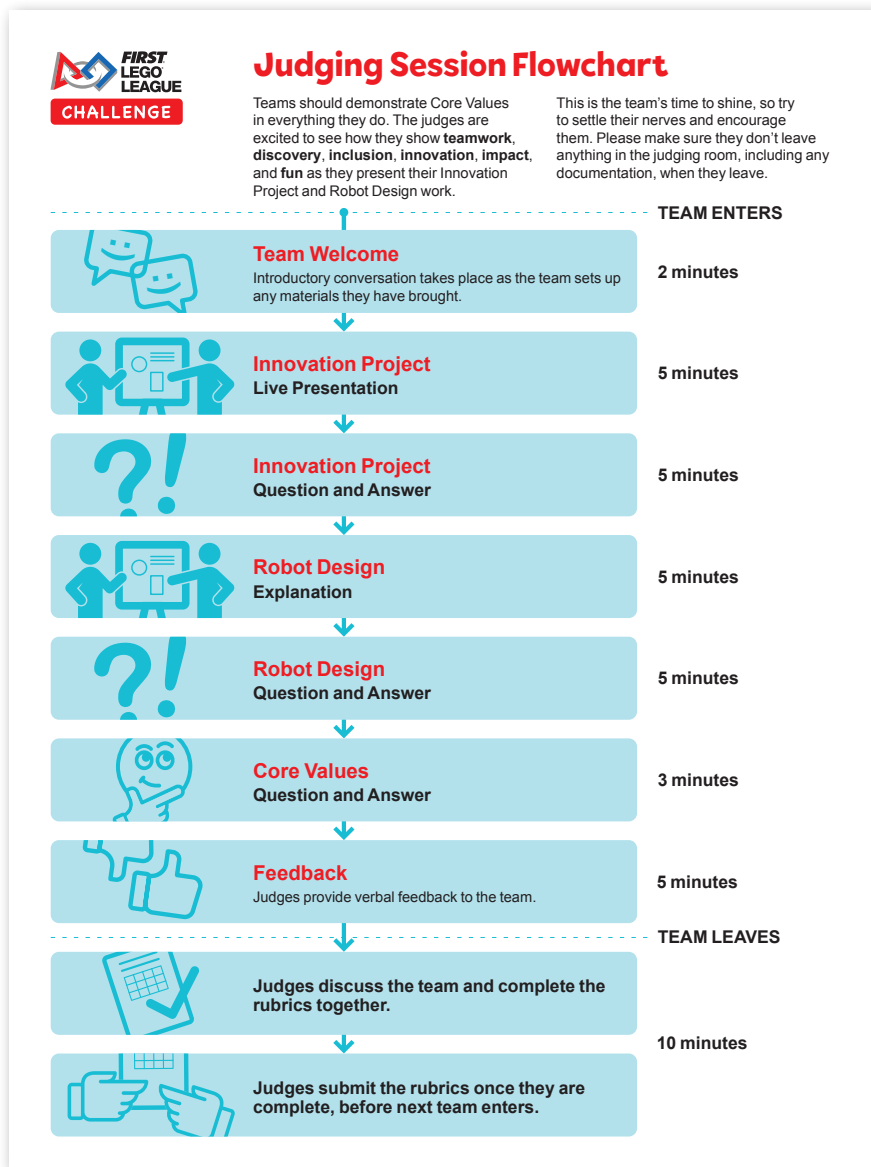 FIRST
LEGO
LEAGUE
CHALLENGE
Judging Session Flowchart
Teams should demonstrate Core Values
in everything they do. The judges are
excited to see how they show teamwork,
discovery, inclusion, innovation, impact,
and fun as they present their Innovation
Project and Robot Design work.
This is the team's time to shine, so try
to settle their nerves and encourage
them. Please make sure they don't leave
anything in the judging room, including any
documentation, when they leave.
TEAM ENTERS
Team Welcome
Introductory conversation takes place as the team sets up
any materials they have brought.
2 minutes
Innovation Project
Live Presentation
5 minutes
Innovation Project
Question and Answer
5 minutes
Robot Design
Explanation
5 minutes
Robot Design
Question and Answer
5 minutes
Core Values
Question and Answer
3 minutes
Feedback
Judges provide verbal feedback to the team.
5 minutes
TEAM LEAVES
Judges discuss the team and complete the
rubrics together.
10 minutes
Judges submit the rubrics once they are
complete, before next team enters.